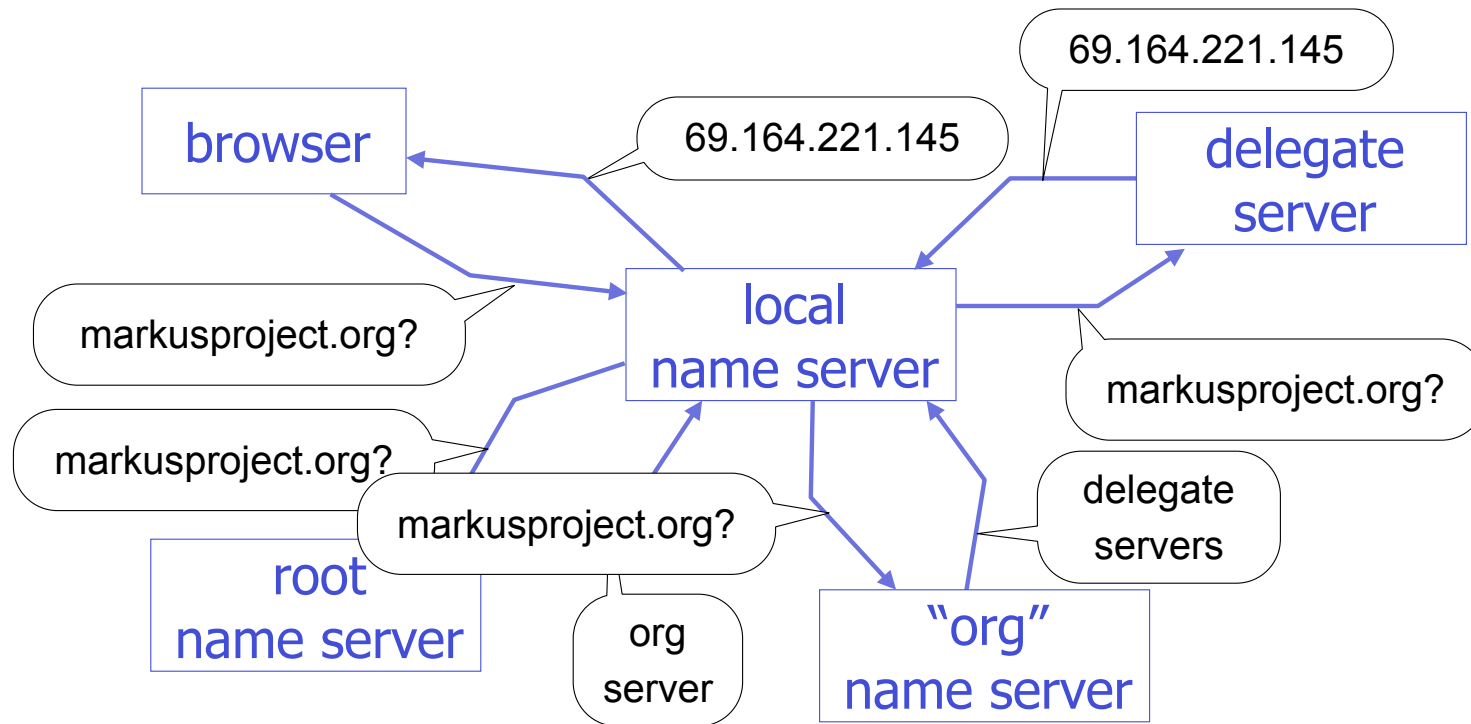 69.164.221.145
browser
69.164.221.145
delegate
server
markusproject.org?
local
name server
markusproject.org?
markusproject.org?
markusproject.org?
delegate
servers
root
name server
org
server
“org”
name server